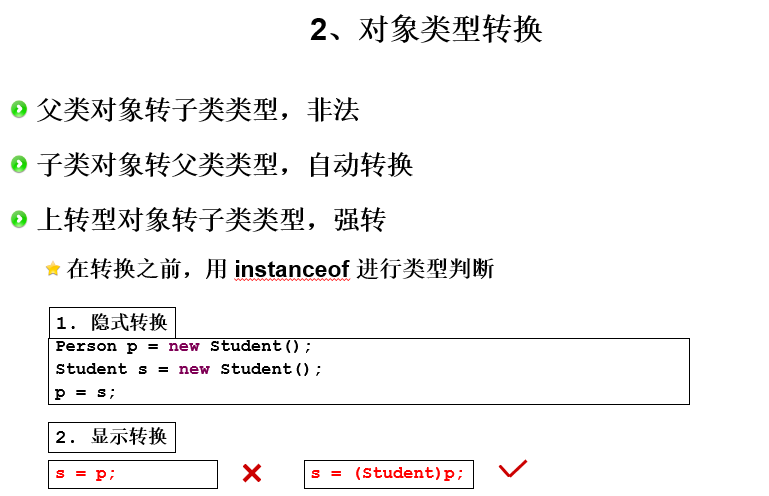 2、对象类型转换
父类对象转子类类型，非法
子类对象转父类类型，自动转换
上转型对象转子类类型，强转
在转换之前，用 instanceof 进行类型判断
1. 隐式转换
Person p = new Student();
Student s = new Student();
p = s;
2. 显示转换
s = p;
s = (Student)p;